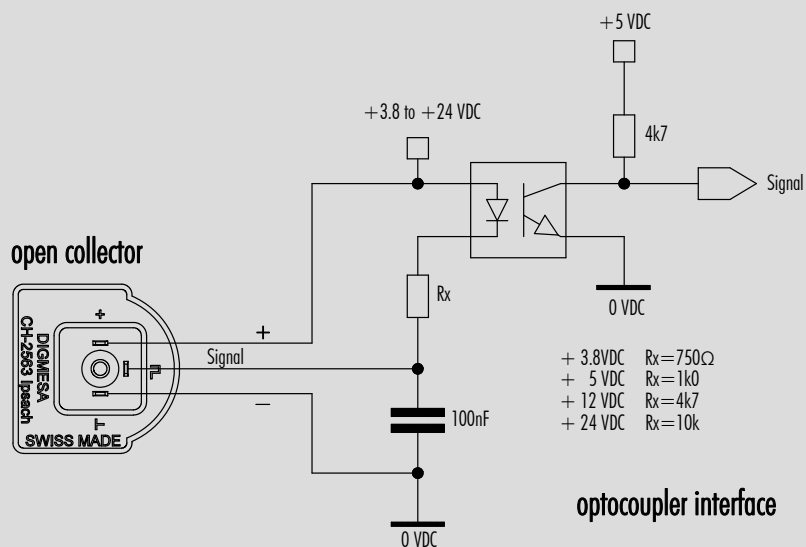 +5 VDC
+3.8 to +24 VDC
4k7
Signal
open collector
0 VDC
Rx
DIGMESA
CH-2563 Ipsach
SWISS MADE
+
+
Signal
−
+ 3.8VDC Rx=750Ω
+ 5 VDC Rx=1k0
+ 12 VDC Rx=4k7
+ 24 VDC Rx=10k
100nF
optocoupler interface
0 VDC